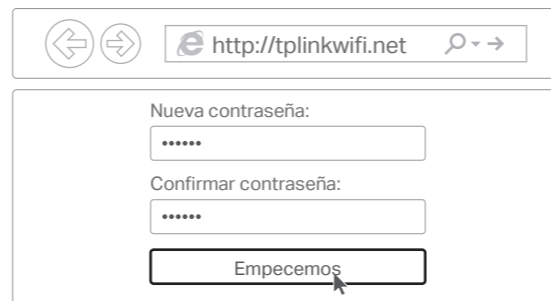 http://tplinkwifi.net
Nueva contraseña:
••••••
Confirmar contraseña:
••••••
Empecemos